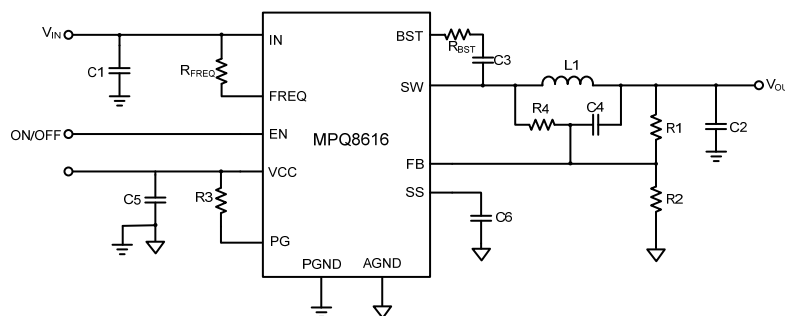 VIN
IN
BST
RBST
C3
L1
C1
RFREQ
SW
VOU
FREQ
R4
C4
R1
C2
ON/OFF
EN
MPQ8616
FB
VCC
SS
R2
C5
R3
C6
PG
PGND
AGND